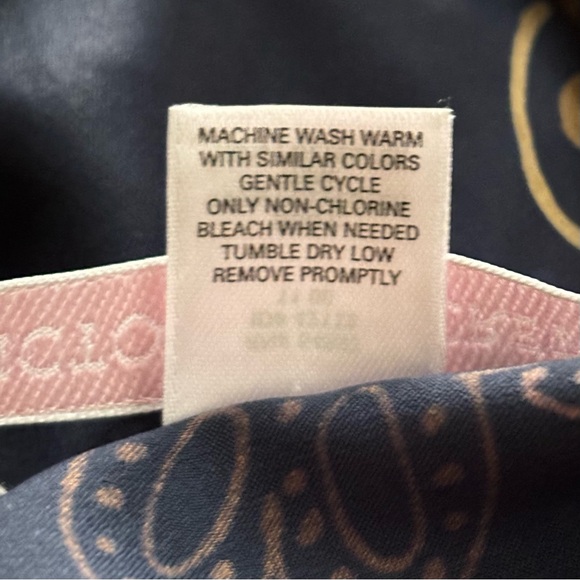 MACHINE WASH WARM
WITH SIMILAR COLORS
GENTLE CYCLE
ONLY NON-CHLORINE
BLEACH WHEN NEEDED
TUMBLE DRY LOW
REMOVE PROMPTLY